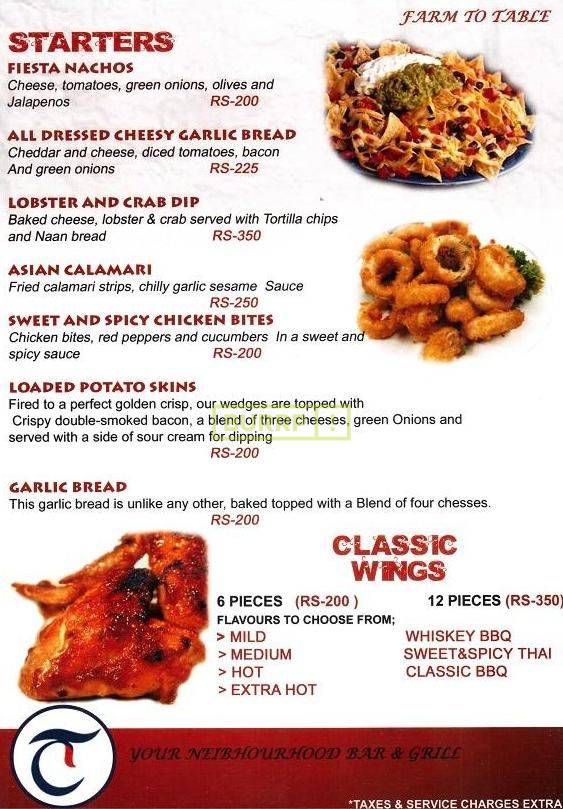 FARM TO TABLE
STARTERS
FIESTA NACHOS
Cheese, tomatoes, green onions, olives and
Jalapenos RS-200
ALL DRESSED CHEESY GARLIC BREAD
Cheddar and cheese, diced tomatoes, bacon
And green onions RS-225
LOBSTER AND CRAB DIP
Baked cheese, lobster & crab served with Tortilla chips
and Naan bread RS-350
ASIAN CALAMARI
Fried calamari strips, chilly garlic sesame Sauce
RS-250
SWEET AND SPICY CHICKEN BITES
Chicken bites, red peppers and cucumbers In a sweet and
spicy sauce RS-200
LOADED POTATO SKINS
Fired to a perfect golden crisp, our wedges are topped with
Crispy double-smoked bacon, a blend of three cheeses, green Onions and
served with a side of sour cream for dipping
RS-200
BURRP!
GARLIC BREAD
This garlic bread is unlike any other, baked topped with a Blend of four chesses.
RS-200
CLASSIC
WINGS
6 PIECES (RS-200 ) 12 PIECES (RS-350)
FLAVOURS TO CHOOSE FROM;
> MILD WHISKEY BBQ
> MEDIUM SWEET&SPICY THAI
> HOT CLASSIC BBQ
> EXTRA HOT
YOUR NEIBHOURHOOD BAR & GRILL
*TAXES & SERVICE CHARGES EXTRA